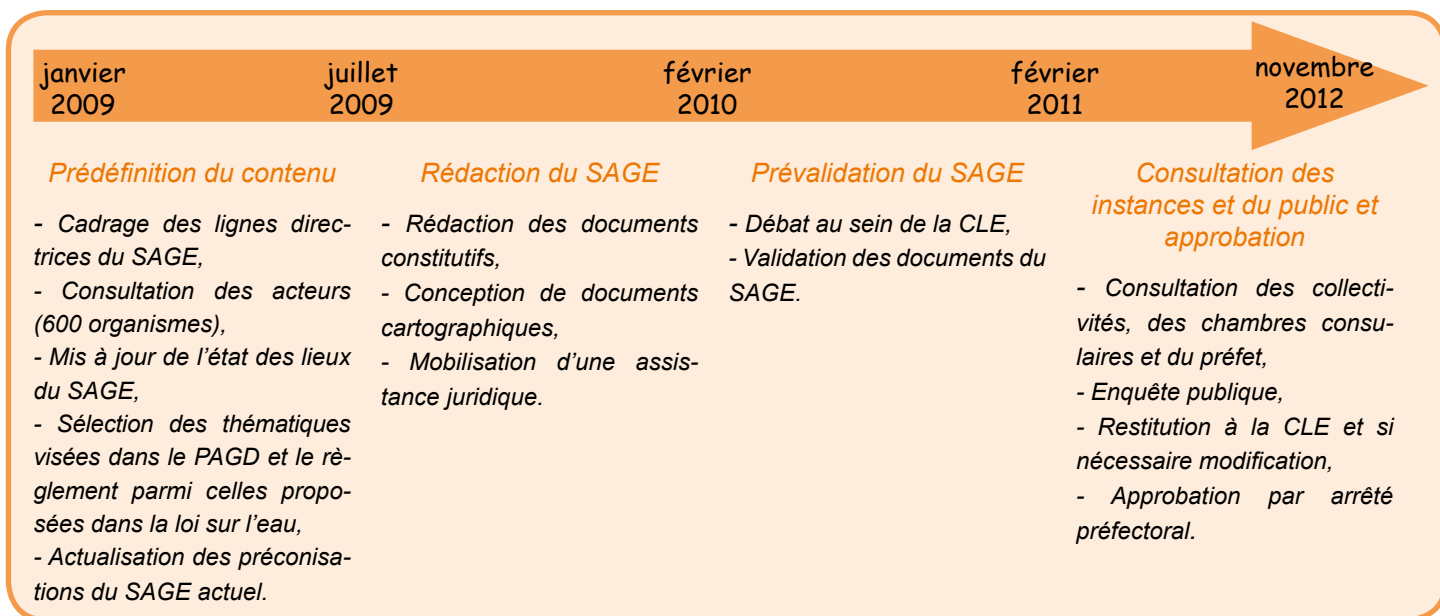 janvier
2009
juillet
2009
février
2010
février
2011
novembre
2012
Prédéfinition du contenu
- Cadrage des lignes direc-
trices du SAGE,
- Consultation des acteurs
(600 organismes),
- Mis à jour de l'état des lieux
du SAGE,
- Sélection des thématiques
visées dans le PAGD et le rè-
glement parmi celles propo-
sées dans la loi sur l'eau,
- Actualisation des préconisa-
tions du SAGE actuel.
Rédaction du SAGE
- Rédaction des documents
constitutifs,
- Conception de documents
cartographiques,
- Mobilisation d'une assis-
tance juridique.
Prévalidation du SAGE
- Débat au sein de la CLE,
- Validation des documents du
SAGE.
Consultation des
instances et du public et
approbation
- Consultation des collecti-
vités, des chambres consu-
laires et du préfet,
- Enquête publique,
- Restitution à la CLE et si
nécessaire modification,
- Approbation par arrêté
préfectoral.